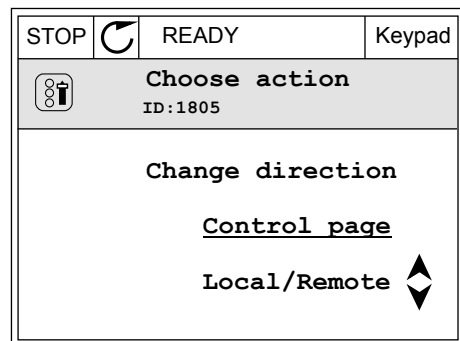 STOP READY Keypad
Choose action
ID:1805
Change direction
Control page
Local/Remote